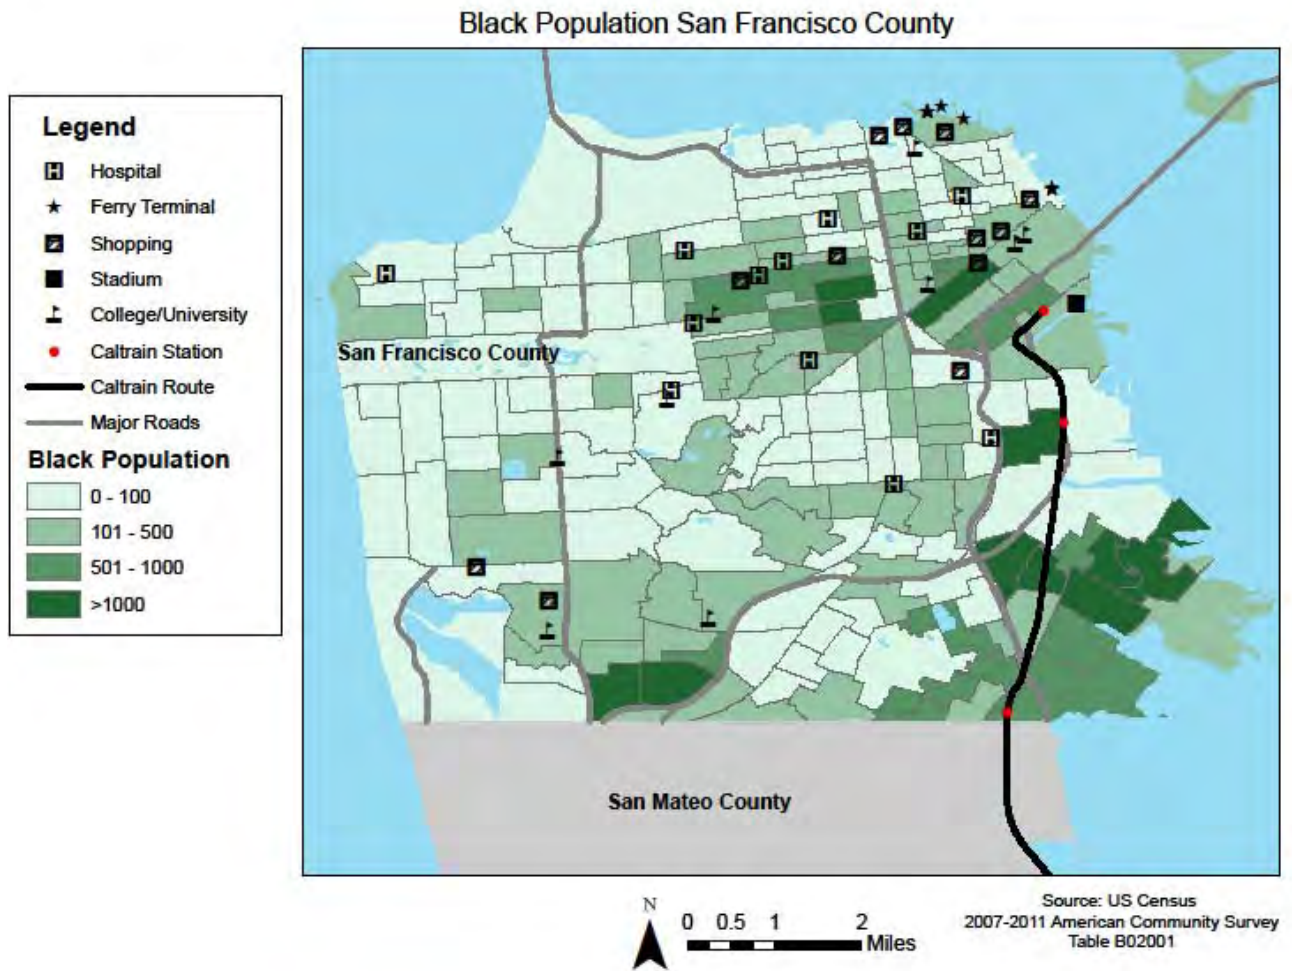 Black Population San Francisco County
Legend
Hospital
Ferry Terminal
Shopping
Stadium
College/University
Caltrain Station
Caltrain Route
Major Roads
Black Population
0 - 100
101 - 500
501 - 1000
>1000
San Francisco County
San Mateo County
N
0 0.5 1 2
Miles
Source: US Census
2007-2011 American Community Survey
Table B02001